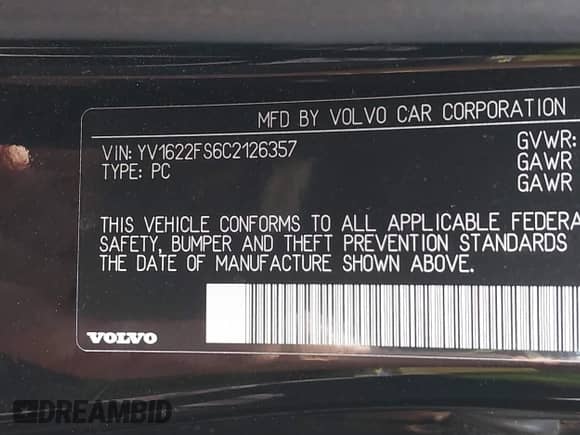 MFD BY VOLVO CAR CORPORATION
VIN: YV1622FS6C2126357
TYPE: PC
GVWR:
GAWR
GAWR
THIS VEHICLE CONFORMS TO ALL APPLICABLE FEDERA
SAFETY, BUMPER AND THEFT PREVENTION STANDARDS
THE DATE OF MANUFACTURE SHOWN ABOVE.
VOLVO
DREAMBID